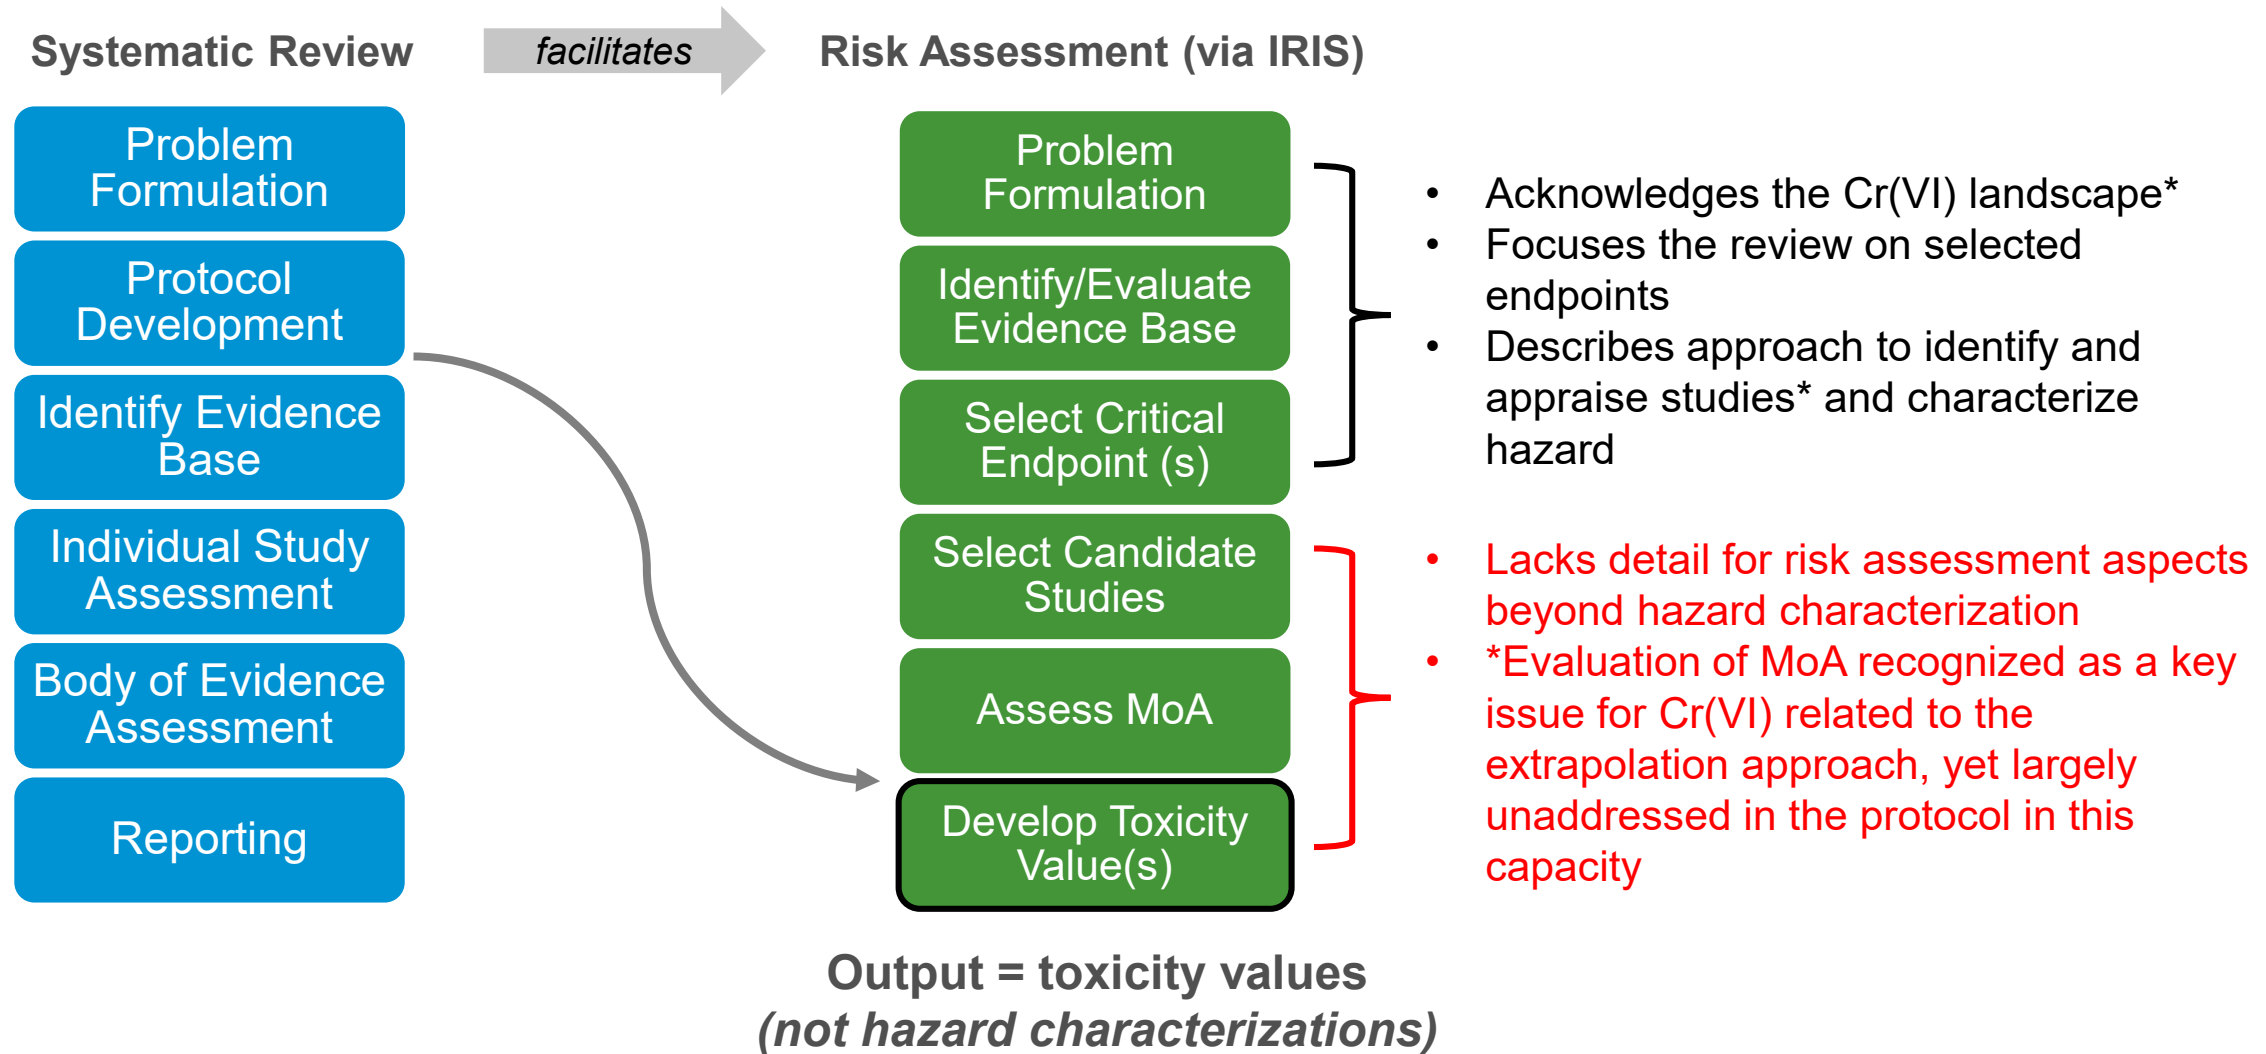 Systematic Review
facilitates
Risk Assessment (via IRIS)
Problem
Formulation
Protocol
Development
Identify Evidence
Base
Individual Study
Assessment
Body of Evidence
Assessment
Reporting
Problem
Formulation
Identify/Evaluate
Evidence Base
Select Critical
Endpoint (s)
Select Candidate
Studies
Assess MoA
Develop Toxicity
Value(s)
Output = toxicity values
(not hazard characterizations)
• Acknowledges the Cr(VI) landscape*
• Focuses the review on selected
endpoints
• Describes approach to identify and
appraise studies* and characterize
hazard
• Lacks detail for risk assessment aspects
beyond hazard characterization
• *Evaluation of MoA recognized as a key
issue for Cr(VI) related to the
extrapolation approach, yet largely
unaddressed in the protocol in this
capacity